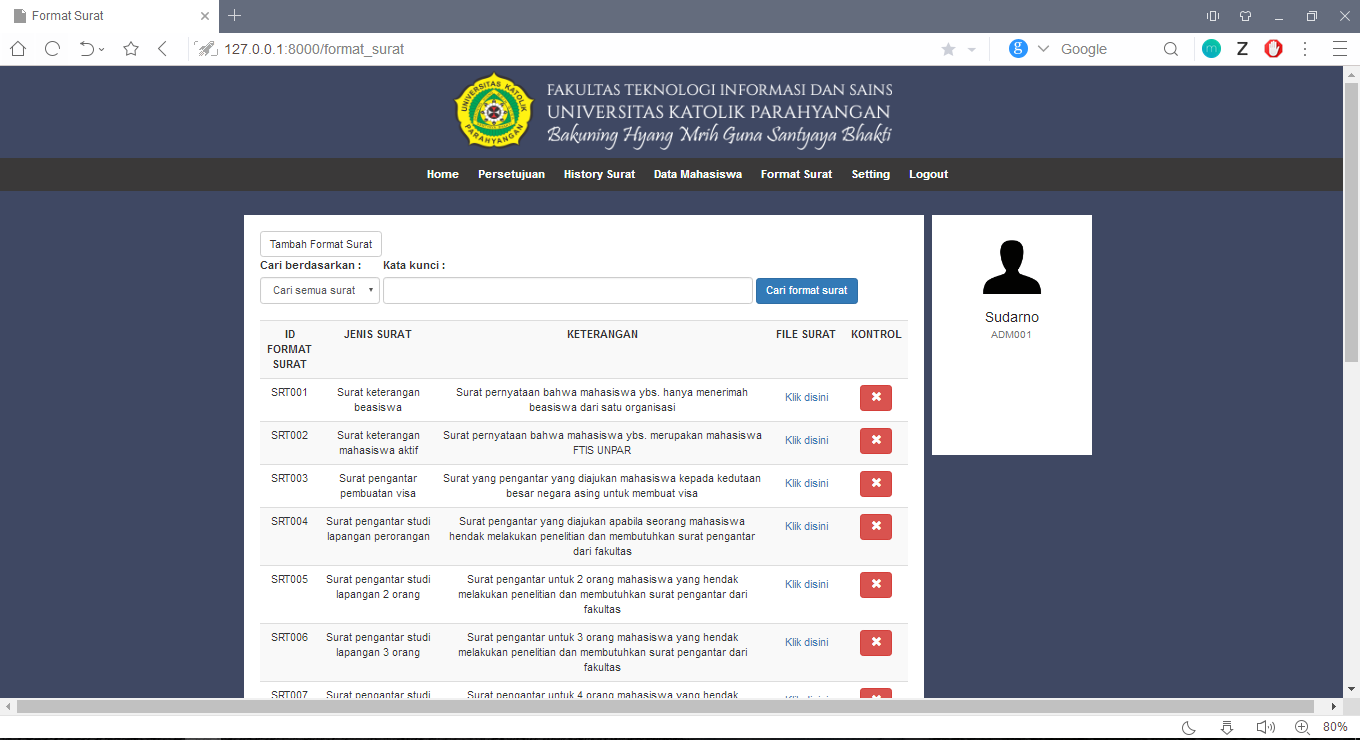 Format Surat
127.0.0.1:8000/format_surat
g
Google
m
Z
UNIVERSITAS KATOLIK
PARAHYANGAN
FAKULTAS TEKNOLOGI INFORMASI DAN SAINS
UNIVERSITAS KATOLIK PARAHYANGAN
Bakuning Hyang Mrih Guna Santyaya Bhakti
Home Persetujuan History Surat Data Mahasiswa Format Surat Setting Logout
Tambah Format Surat
Cari berdasarkan : Kata kunci :
Cari semua surat Cari format surat
Sudarno
ADM001
ID FORMAT SURAT JENIS SURAT KETERANGAN FILE SURAT KONTROL
SRT001 Surat keterangan Surat pernyataan bahwa mahasiswa ybs. hanya menerimah Klik disini
beasiswa beasiswa dari satu organisasi
SRT002 Surat keterangan Surat pernyataan bahwa mahasiswa ybs. merupakan mahasiswa Klik disini
mahasiswa aktif FTIS UNPAR
SRT003 Surat pengantar Surat yang pengantar yang diajukan mahasiswa kepada kedutaan Klik disini
pembuatan visa besar negara asing untuk membuat visa
SRT004 Surat pengantar studi Surat pengantar yang diajukan apabila seorang mahasiswa Klik disini
lapangan perorangan hendak melakukan penelitian dan membutuhkan surat pengantar
dari fakultas
SRT005 Surat pengantar studi Surat pengantar untuk 2 orang mahasiswa yang hendak Klik disini
lapangan 2 orang melakukan penelitian dan membutuhkan surat pengantar dari
fakultas
SRT006 Surat pengantar studi Surat pengantar untuk 3 orang mahasiswa yang hendak Klik disini
lapangan 3 orang melakukan penelitian dan membutuhkan surat pengantar dari
fakultas
SRT007 Surat pengantar studi Surat pengantar untuk 4 orang mahasiswa yang hendak Klik disini
80%